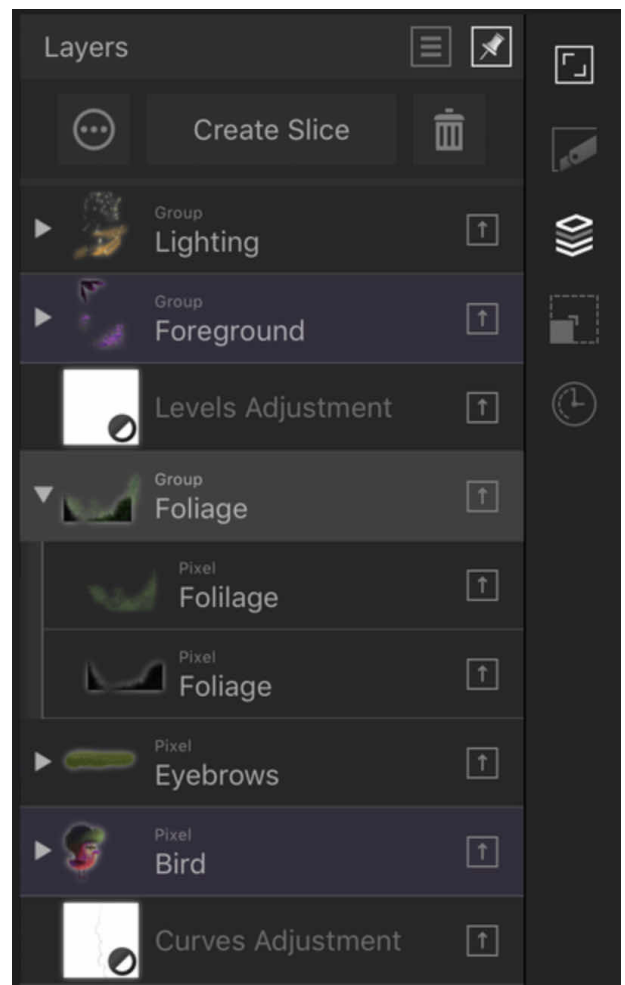 Layers
Create Slice
Group
Lighting
Group
Foreground
Levels Adjustment
Group
Foliage
Pixel
Folilage
Pixel
Foliage
Pixel
Eyebrows
Pixel
Bird
Curves Adjustment